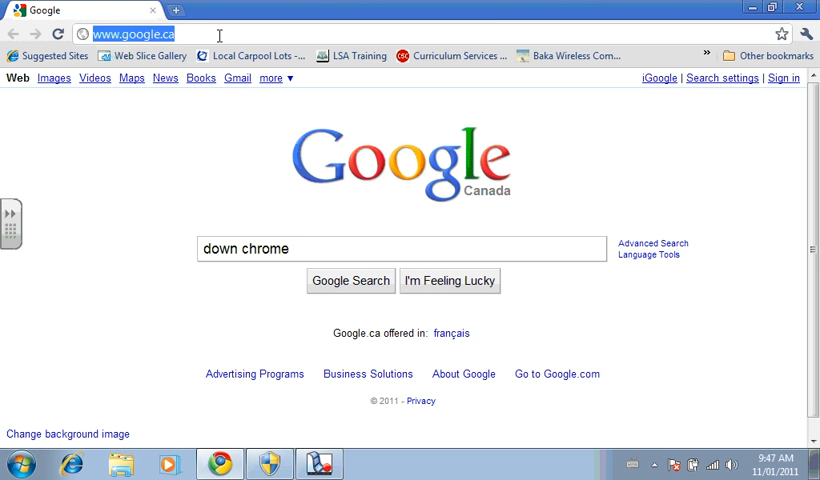 Google
www.google.ca
Suggested Sites Web Slice Gallery Local Carpool Lots -... LSA Training Curriculum Services ... Baka Wireless Com... » Other bookmarks
Web Images Videos Maps News Books Gmail more ▼ iGoogle | Search settings | Sign in
Google
Canada
down chrome
Advanced Search
Language Tools
Google Search I'm Feeling Lucky
Google.ca offered in: français
Advertising Programs Business Solutions About Google Go to Google.com
© 2011 - Privacy
Change background image
9:47 AM
11/01/2011